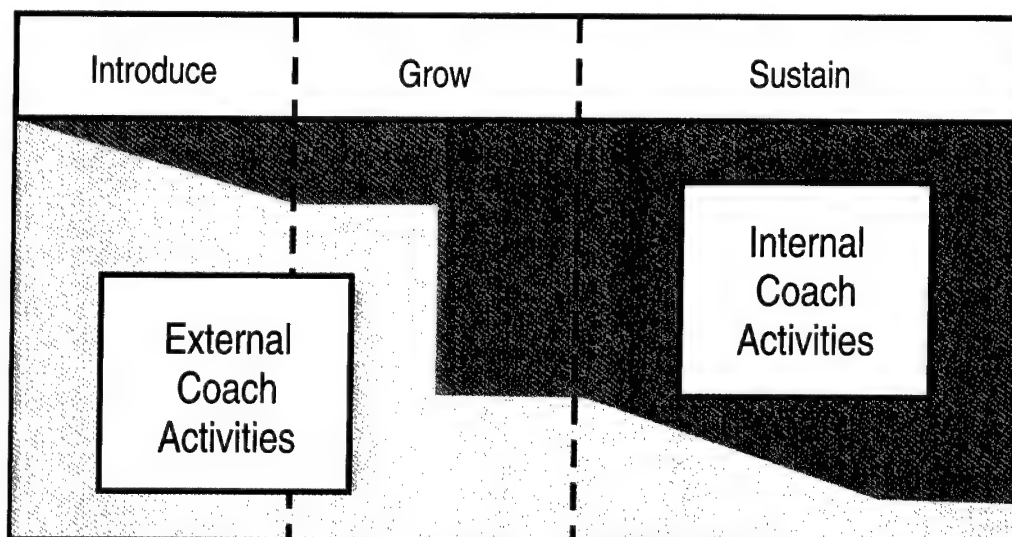 Introduce
Grow
Sustain
External
Coach
Activities
Internal
Coach
Activities